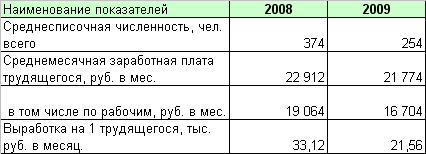 Наименование показателей 2008 2009
Среднесписочная численность, чел.
всего 374 254
Среднемесячная заработная плата
трудящегося, руб. в мес. 22 912 21 774
в том числе по рабочим, руб. в мес. 19 064 16 704
Выработка на 1 трудящегося, тыс.
руб. в месяц. 33,12 21,56